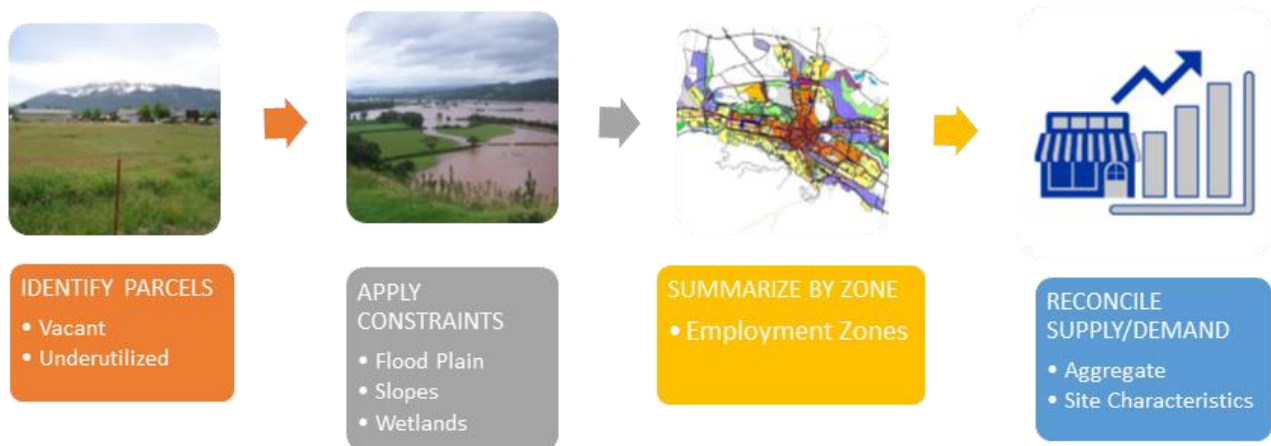 IDENTIFY PARCELS
• Vacant
• Underutilized
APPLY
CONSTRAINTS
• Flood Plain
• Slopes
• Wetlands
SUMMARIZE BY ZONE
• Employment Zones
RECONCILE
SUPPLY/DEMAND
• Aggregate
• Site Characteristics